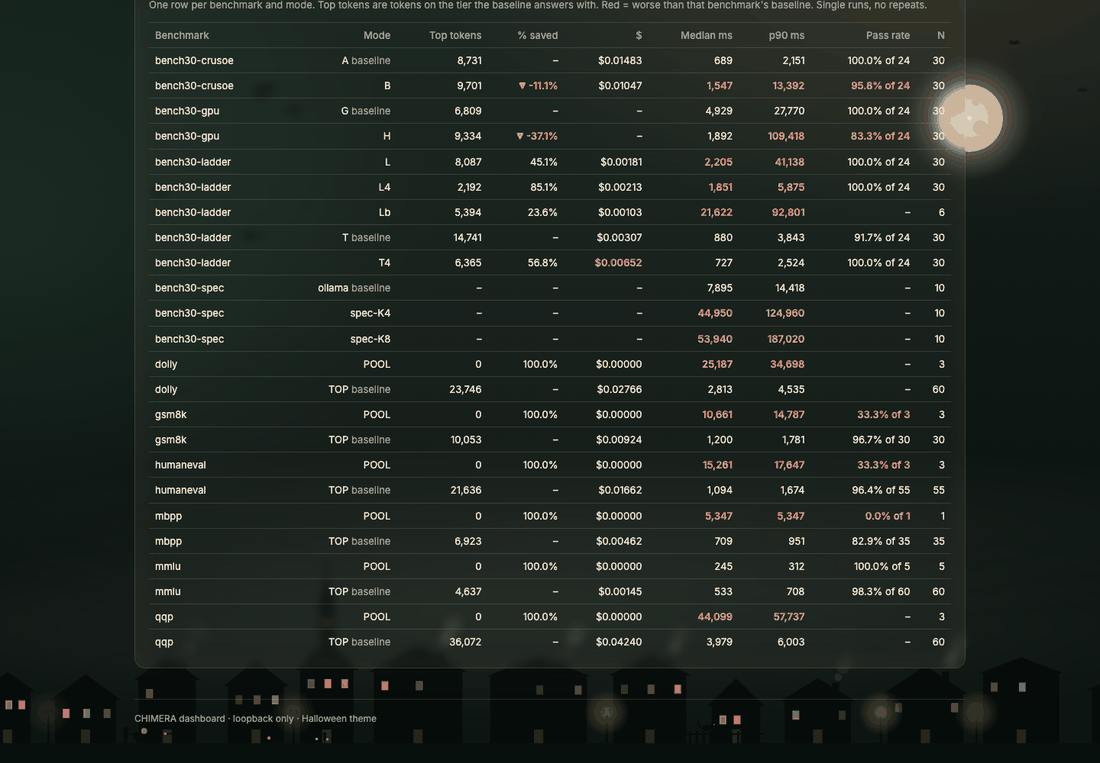 One row per benchmark and mode. Top tokens are tokens on the tier the baseline answers with. Red = worse than that benchmark's baseline. Single runs, no repeats.
Benchmark Mode Top tokens % saved $ Median ms p90 ms Pass rate N
bench30-crusoe A baseline 8,731 – $0.01483 689 2,151 100.0% of 24 30
bench30-crusoe B 9,701 ▼ -11.1% $0.01047 1,547 13,392 95.8% of 24 30
bench30-gpu G baseline 6,809 – – 4,929 27,770 100.0% of 24 30
bench30-gpu H 9,334 ▼ -37.1% – 1,892 109,418 83.3% of 24 30
bench30-ladder L 8,087 45.1% $0.00181 2,205 41,138 100.0% of 24 30
bench30-ladder L4 2,192 85.1% $0.00213 1,851 5,875 100.0% of 24 30
bench30-ladder Lb 5,394 23.6% $0.00103 21,622 92,801 – 6
bench30-ladder T baseline 14,741 – $0.00307 880 3,843 91.7% of 24 30
bench30-ladder T4 6,365 56.8% $0.00652 727 2,524 100.0% of 24 30
bench30-spec ollama baseline – – – 7,895 14,418 – 10
bench30-spec spec-K4 – – – 44,950 124,960 – 10
bench30-spec spec-K8 – – – 53,940 187,020 – 10
dolly POOL 0 100.0% $0.00000 25,187 34,698 – 3
dolly TOP baseline 23,746 – $0.02766 2,813 4,535 – 60
gsm8k POOL 0 100.0% $0.00000 10,661 14,787 33.3% of 3 3
gsm8k TOP baseline 10,053 – $0.00924 1,200 1,781 96.7% of 30 30
humaneval POOL 0 100.0% $0.00000 15,261 17,647 33.3% of 3 3
humaneval TOP baseline 21,636 – $0.01662 1,094 1,674 96.4% of 55 55
mbpp POOL 0 100.0% $0.00000 5,347 5,347 0.0% of 1 1
mbpp TOP baseline 6,923 – $0.00462 709 951 82.9% of 35 35
mmlu POOL 0 100.0% $0.00000 245 312 100.0% of 5 5
mmlu TOP baseline 4,637 – $0.00145 533 708 98.3% of 60 60
qqp POOL 0 100.0% $0.00000 44,099 57,737 – 3
qqp TOP baseline 36,072 – $0.04240 3,979 6,003 – 60
CHIMERA dashboard · loopback only · Halloween theme